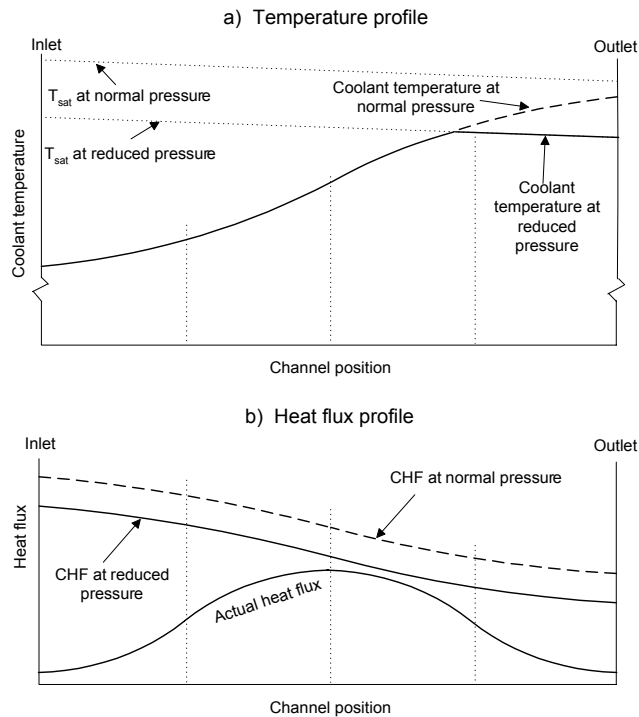 a) Temperature profile
Inlet
Outlet
T_sat at normal pressure
Coolant temperature at
normal pressure
T_sat at reduced pressure
Coolant
temperature at
reduced
pressure
Coolant temperature
Channel position
b) Heat flux profile
Inlet
Outlet
CHF at normal pressure
CHF at reduced
pressure
Actual heat flux
Heat flux
Channel position